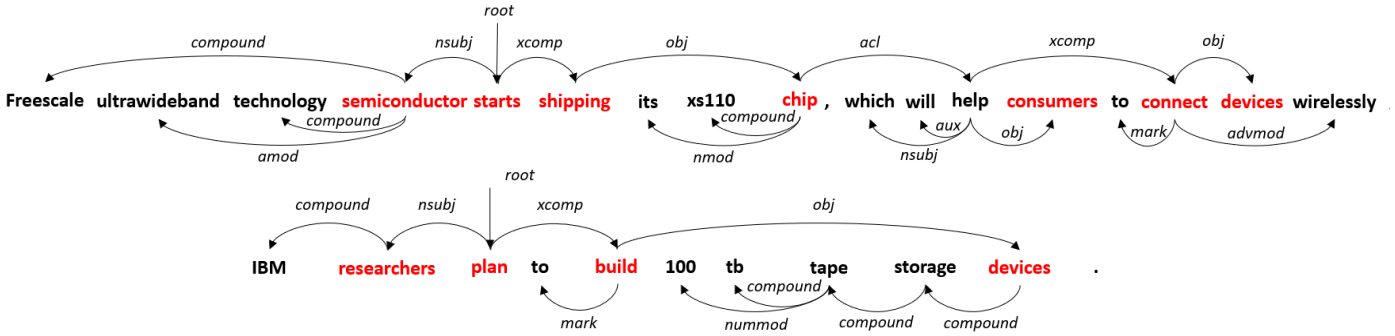 root
compound nsubj xcomp obj acl xcomp obj
Freescale ultrawideband technology semiconductor starts shipping its xs110 chip , which will help consumers to connect devices wirelessly .
compound compound aux obj mark advmod
amod nmod nsubj
root
compound nsubj xcomp obj
IBM researchers plan to build 100 tb tape storage devices .
compound
mark nummod compound compound